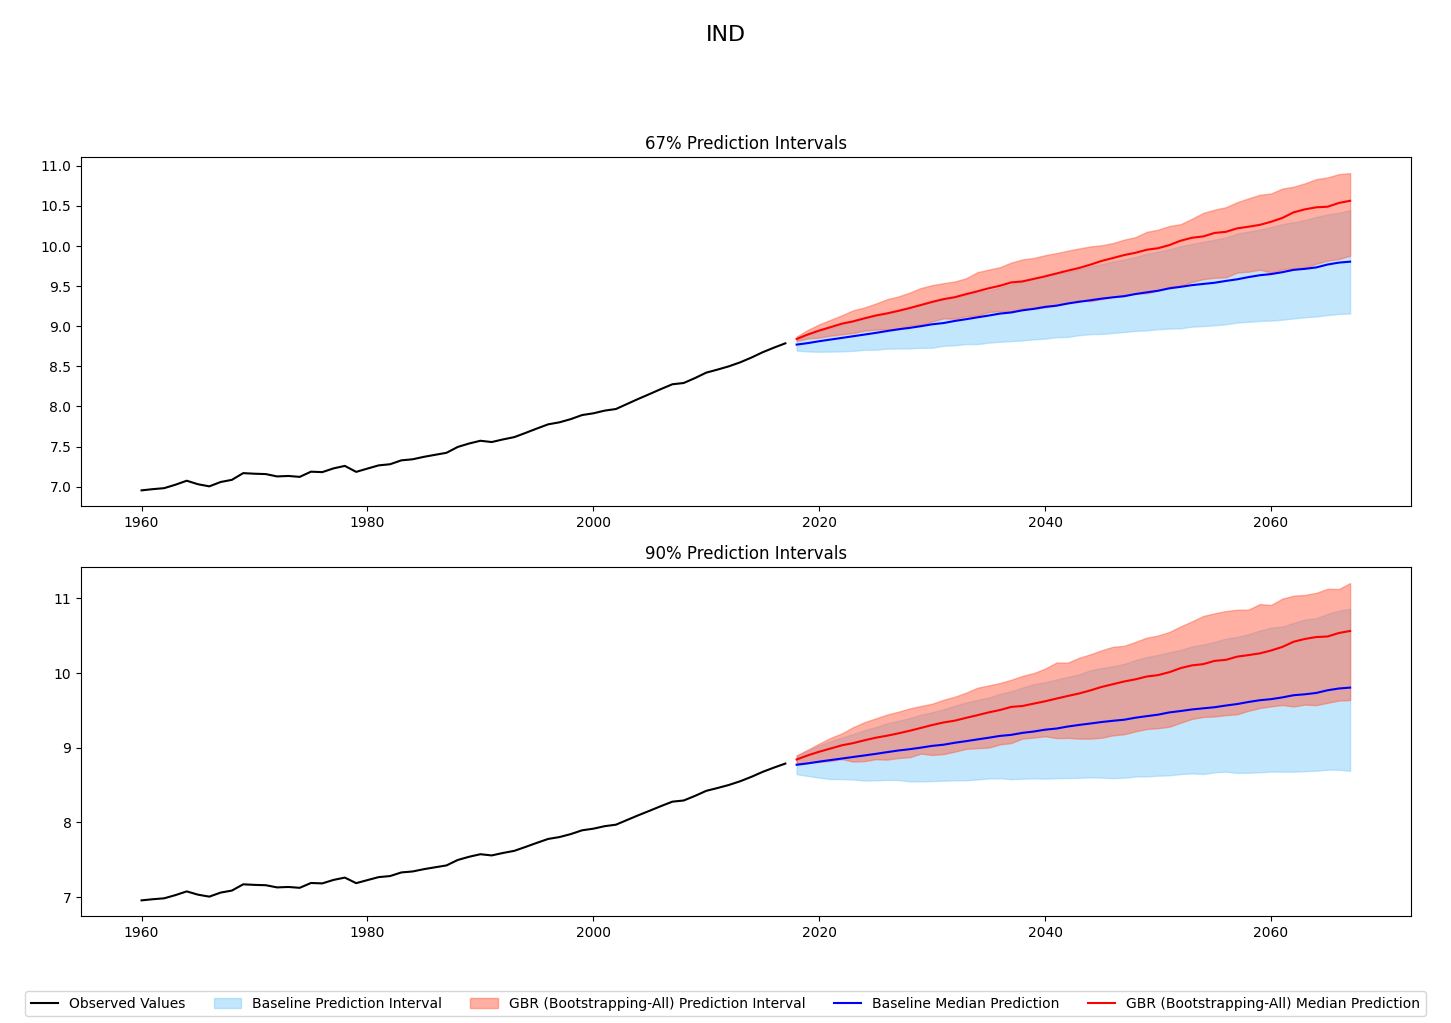 IND
67% Prediction Intervals
11.0
10.5
10.0
9.5
9.0
8.5
8.0
7.5
7.0
1960 1980 2000 2020 2040 2060
90% Prediction Intervals
11
10
9
8
7
1960 1980 2000 2020 2040 2060
Observed Values Baseline Prediction Interval GBR (Bootstrapping-All) Prediction Interval Baseline Median Prediction GBR (Bootstrapping-All) Median Prediction